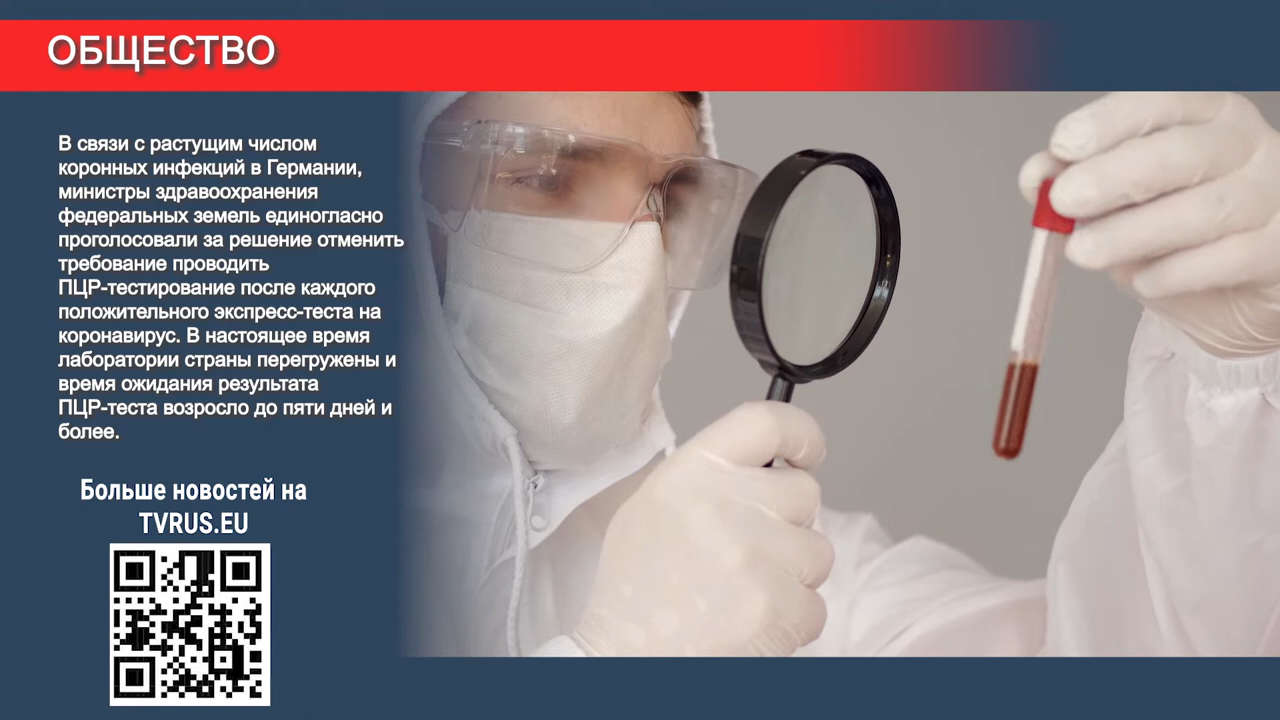 ОБЩЕСТВО
В связи с растущим числом
коронных инфекций в Германии,
министры здравоохранения
федеральных земель единогласно
проголосовали за решение отменить
требование проводить
ПЦР-тестирование после каждого
положительного экспресс-теста на
коронавирус. В настоящее время
лаборатории страны перегружены и
время ожидания результата
ПЦР-теста возросло до пяти дней и
более.
Больше новостей на
TVRUS.EU